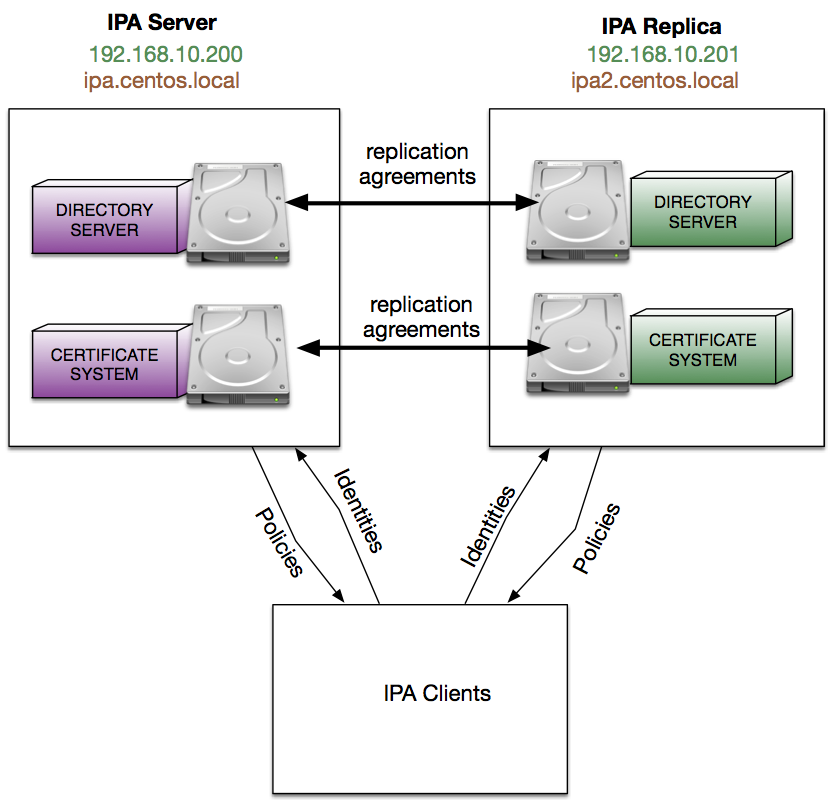 IPA Server
192.168.10.200
ipa.centos.local
IPA Replica
192.168.10.201
ipa2.centos.local
replication
agreements
DIRECTORY
SERVER
DIRECTORY
SERVER
replication
agreements
CERTIFICATE
SYSTEM
CERTIFICATE
SYSTEM
Policies
Identities
Identities
Policies
IPA Clients